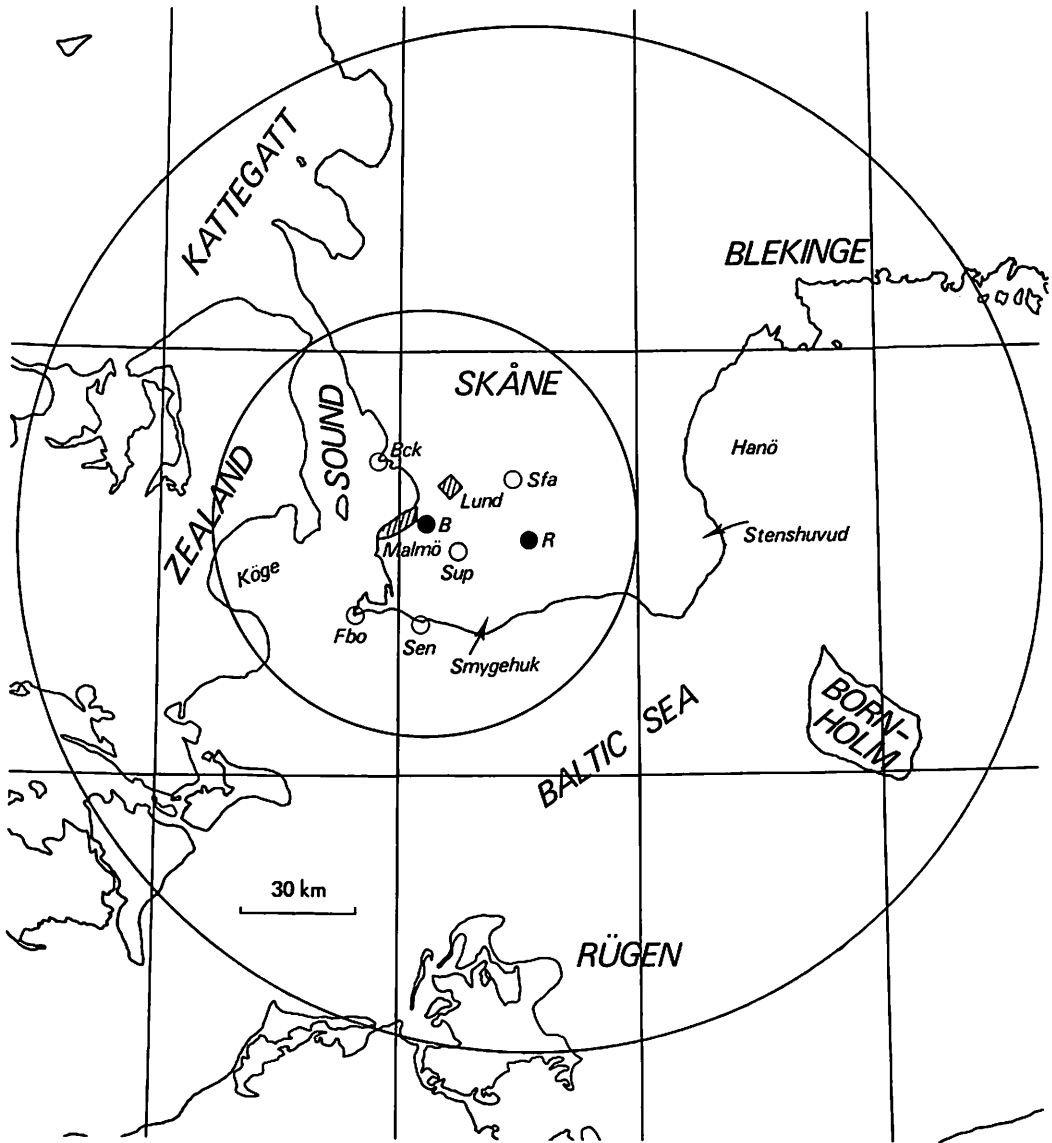 KATTEGATT
BLEKINGE
SKÅNE
SOUND
Bck
Hanö
Sfa
Lund
ZEALAND
B
R
Stenshuvud
Malmö
Sup
Köge
Fbo
Sen
Smygehuk
BORN-
HOLM
BALTIC SEA
30 km
RÜGEN